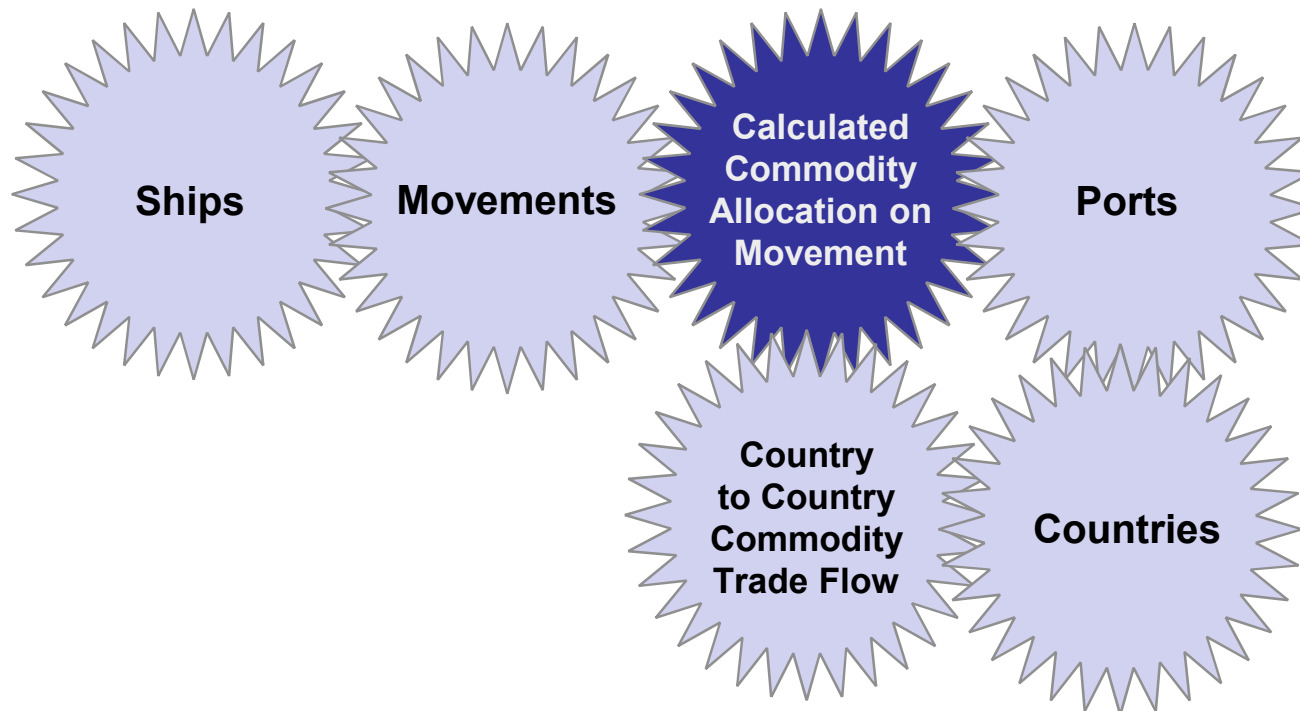 Ships
Movements
Calculated
Commodity
Allocation on
Movement
Ports
Country
to Country
Commodity
Trade Flow
Countries